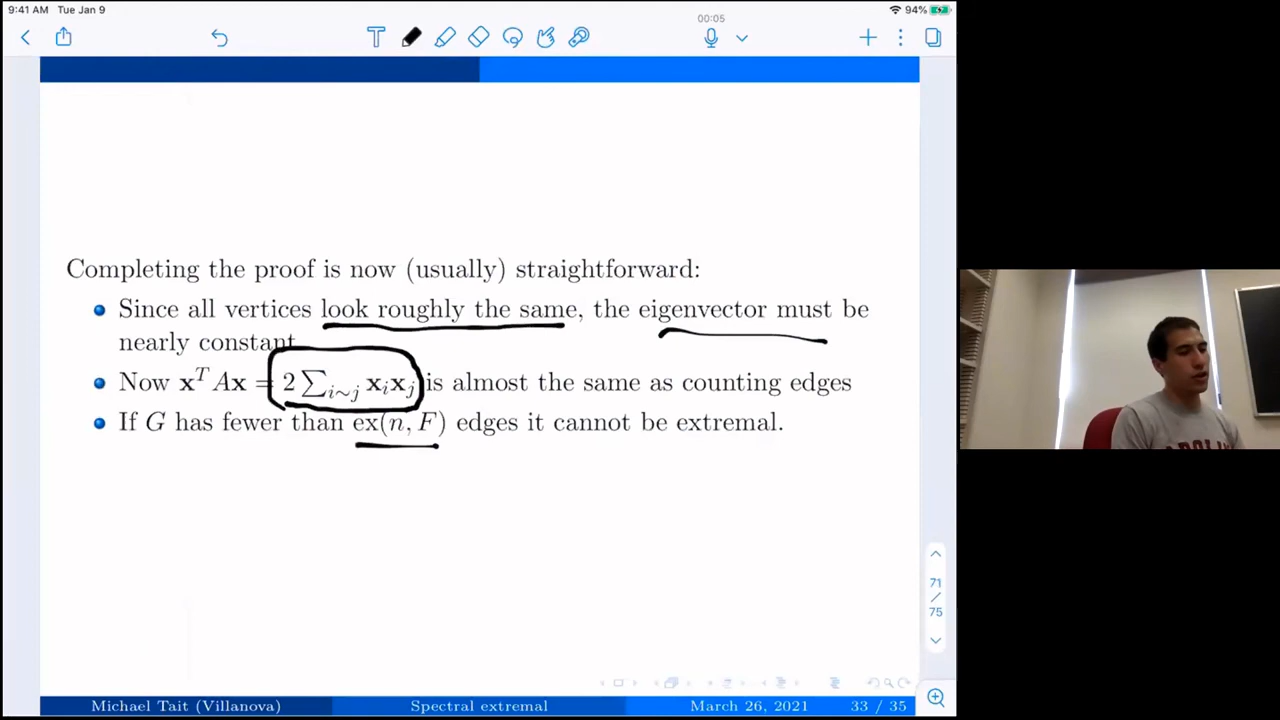 9:41 AM Tue Jan 9
94%
00:05
Completing the proof is now (usually) straightforward:
Since all vertices look roughly the same, the eigenvector must be
nearly constant
Now x^T Ax = 2 ∑_{i∼j} x_i x_j is almost the same as counting edges
If G has fewer than ex(n, F) edges it cannot be extremal.
71
/
75
Michael Tait (Villanova) Spectral extremal March 26, 2021 33 / 35